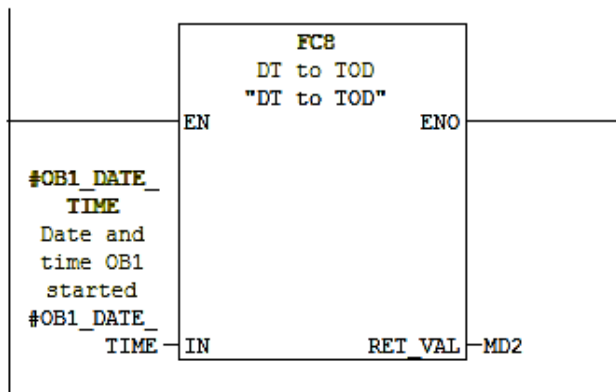 FC8
DT to TOD
"DT to TOD"
EN ENO
#OB1_DATE_
TIME
Date and
time OB1
started
#OB1_DATE_
TIME IN RET_VAL MD2